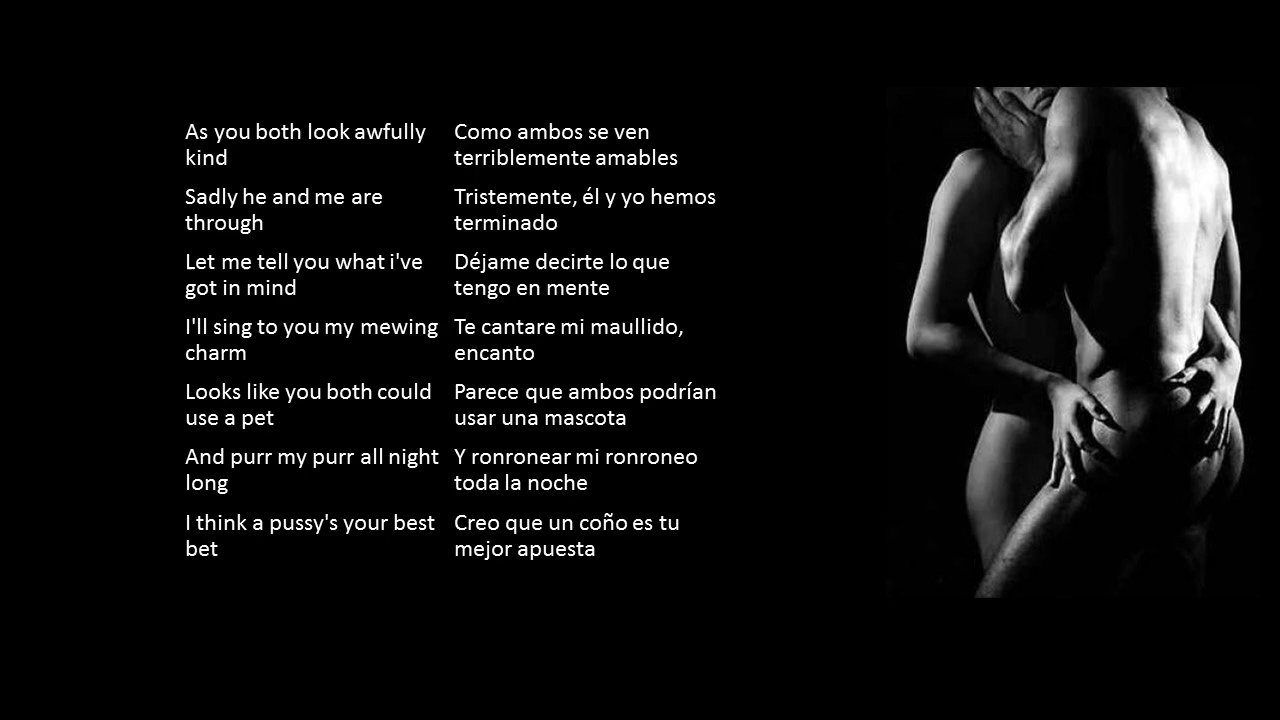 As you both look awfully
kind
Sadly he and me are
through
Let me tell you what i've
got in mind
I'll sing to you my mewing
charm
Looks like you both could
use a pet
And purr my purr all night
long
I think a pussy's your best
bet
Como ambos se ven
terriblemente amables
Tristemente, él y yo hemos
terminado
Déjame decirte lo que
tengo en mente
Te cantare mi maullido,
encanto
Parece que ambos podrían
usar una mascota
Y ronronear mi ronroneo
toda la noche
Creo que un coño es tu
mejor apuesta